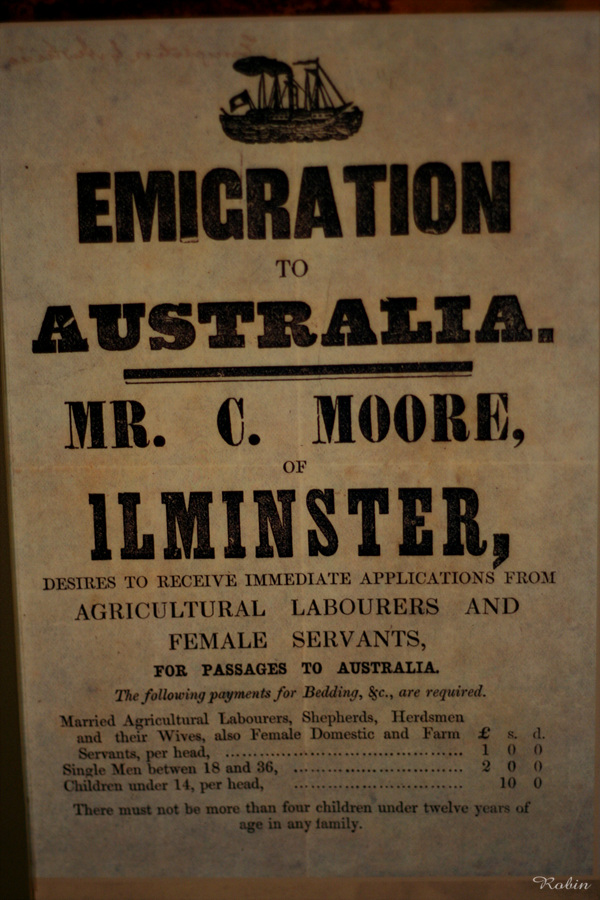 EMIGRATION
TO
AUSTRALIA.
MR. C. MOORE,
OF
ILMINSTER,
DESIRES TO RECEIVE IMMEDIATE APPLICATIONS FROM
AGRICULTURAL LABOURERS AND
FEMALE SERVANTS,
FOR PASSAGES TO AUSTRALIA.
The following payments for Bedding, &c., are required.
Married Agricultural Labourers, Shepherds, Herdsmen
and their Wives, also Female Domestic and Farm £ s. d.
Servants, per head, ........................................ 1 0 0
Single Men betwen 18 and 36, ............................. 2 0 0
Children under 14, per head, ............................. 10 0
There must not be more than four children under twelve years of
age in any family.
Robin